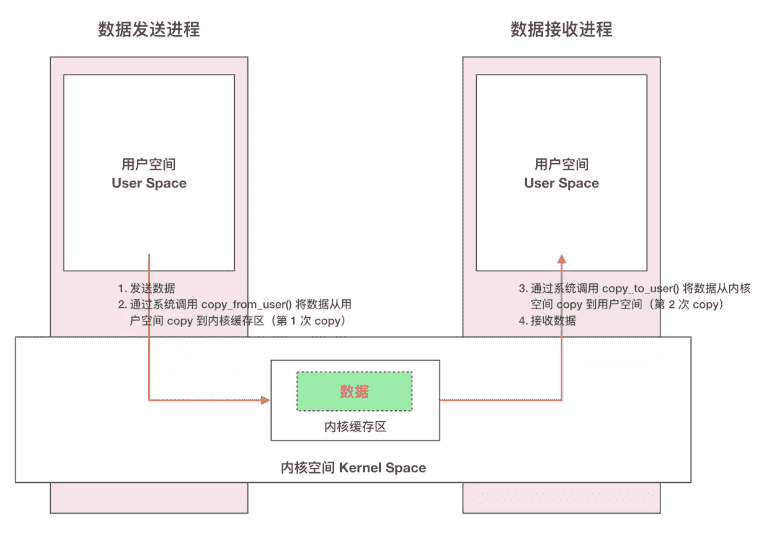 数据发送进程
数据接收进程
用户空间
User Space
用户空间
User Space
1. 发送数据
2. 通过系统调用 copy_from_user() 将数据从用
户空间 copy 到内核缓存区（第 1 次 copy）
3. 通过系统调用 copy_to_user() 将数据从内核
空间 copy 到用户空间（第 2 次 copy）
4. 接收数据
数据
内核缓存区
内核空间 Kernel Space